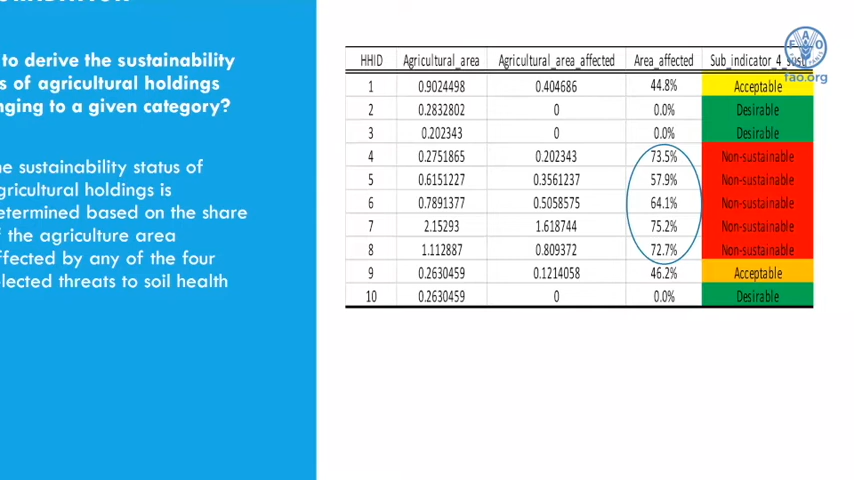 to derive the sustainability
s of agricultural holdings
nging to a given category?
ne sustainability status of
gricultural holdings is
etermined based on the share
f the agriculture area
ffected by any of the four
elected threats to soil health
HHID Agricultural_area Agricultural_area_affected Area_affected Sub_indicator_4_sust
1 0.9024498 0.404686 44.8% Acceptable
2 0.2832802 0 0.0% Desirable
3 0.202343 0 0.0% Desirable
4 0.2751865 0.202343 73.5% Non-sustainable
5 0.6151227 0.3561237 57.9% Non-sustainable
6 0.7891377 0.5058575 64.1% Non-sustainable
7 2.15293 1.618744 75.2% Non-sustainable
8 1.112887 0.809372 72.7% Non-sustainable
9 0.2630459 0.1214058 46.2% Acceptable
10 0.2630459 0 0.0% Desirable
FAO
fao.org